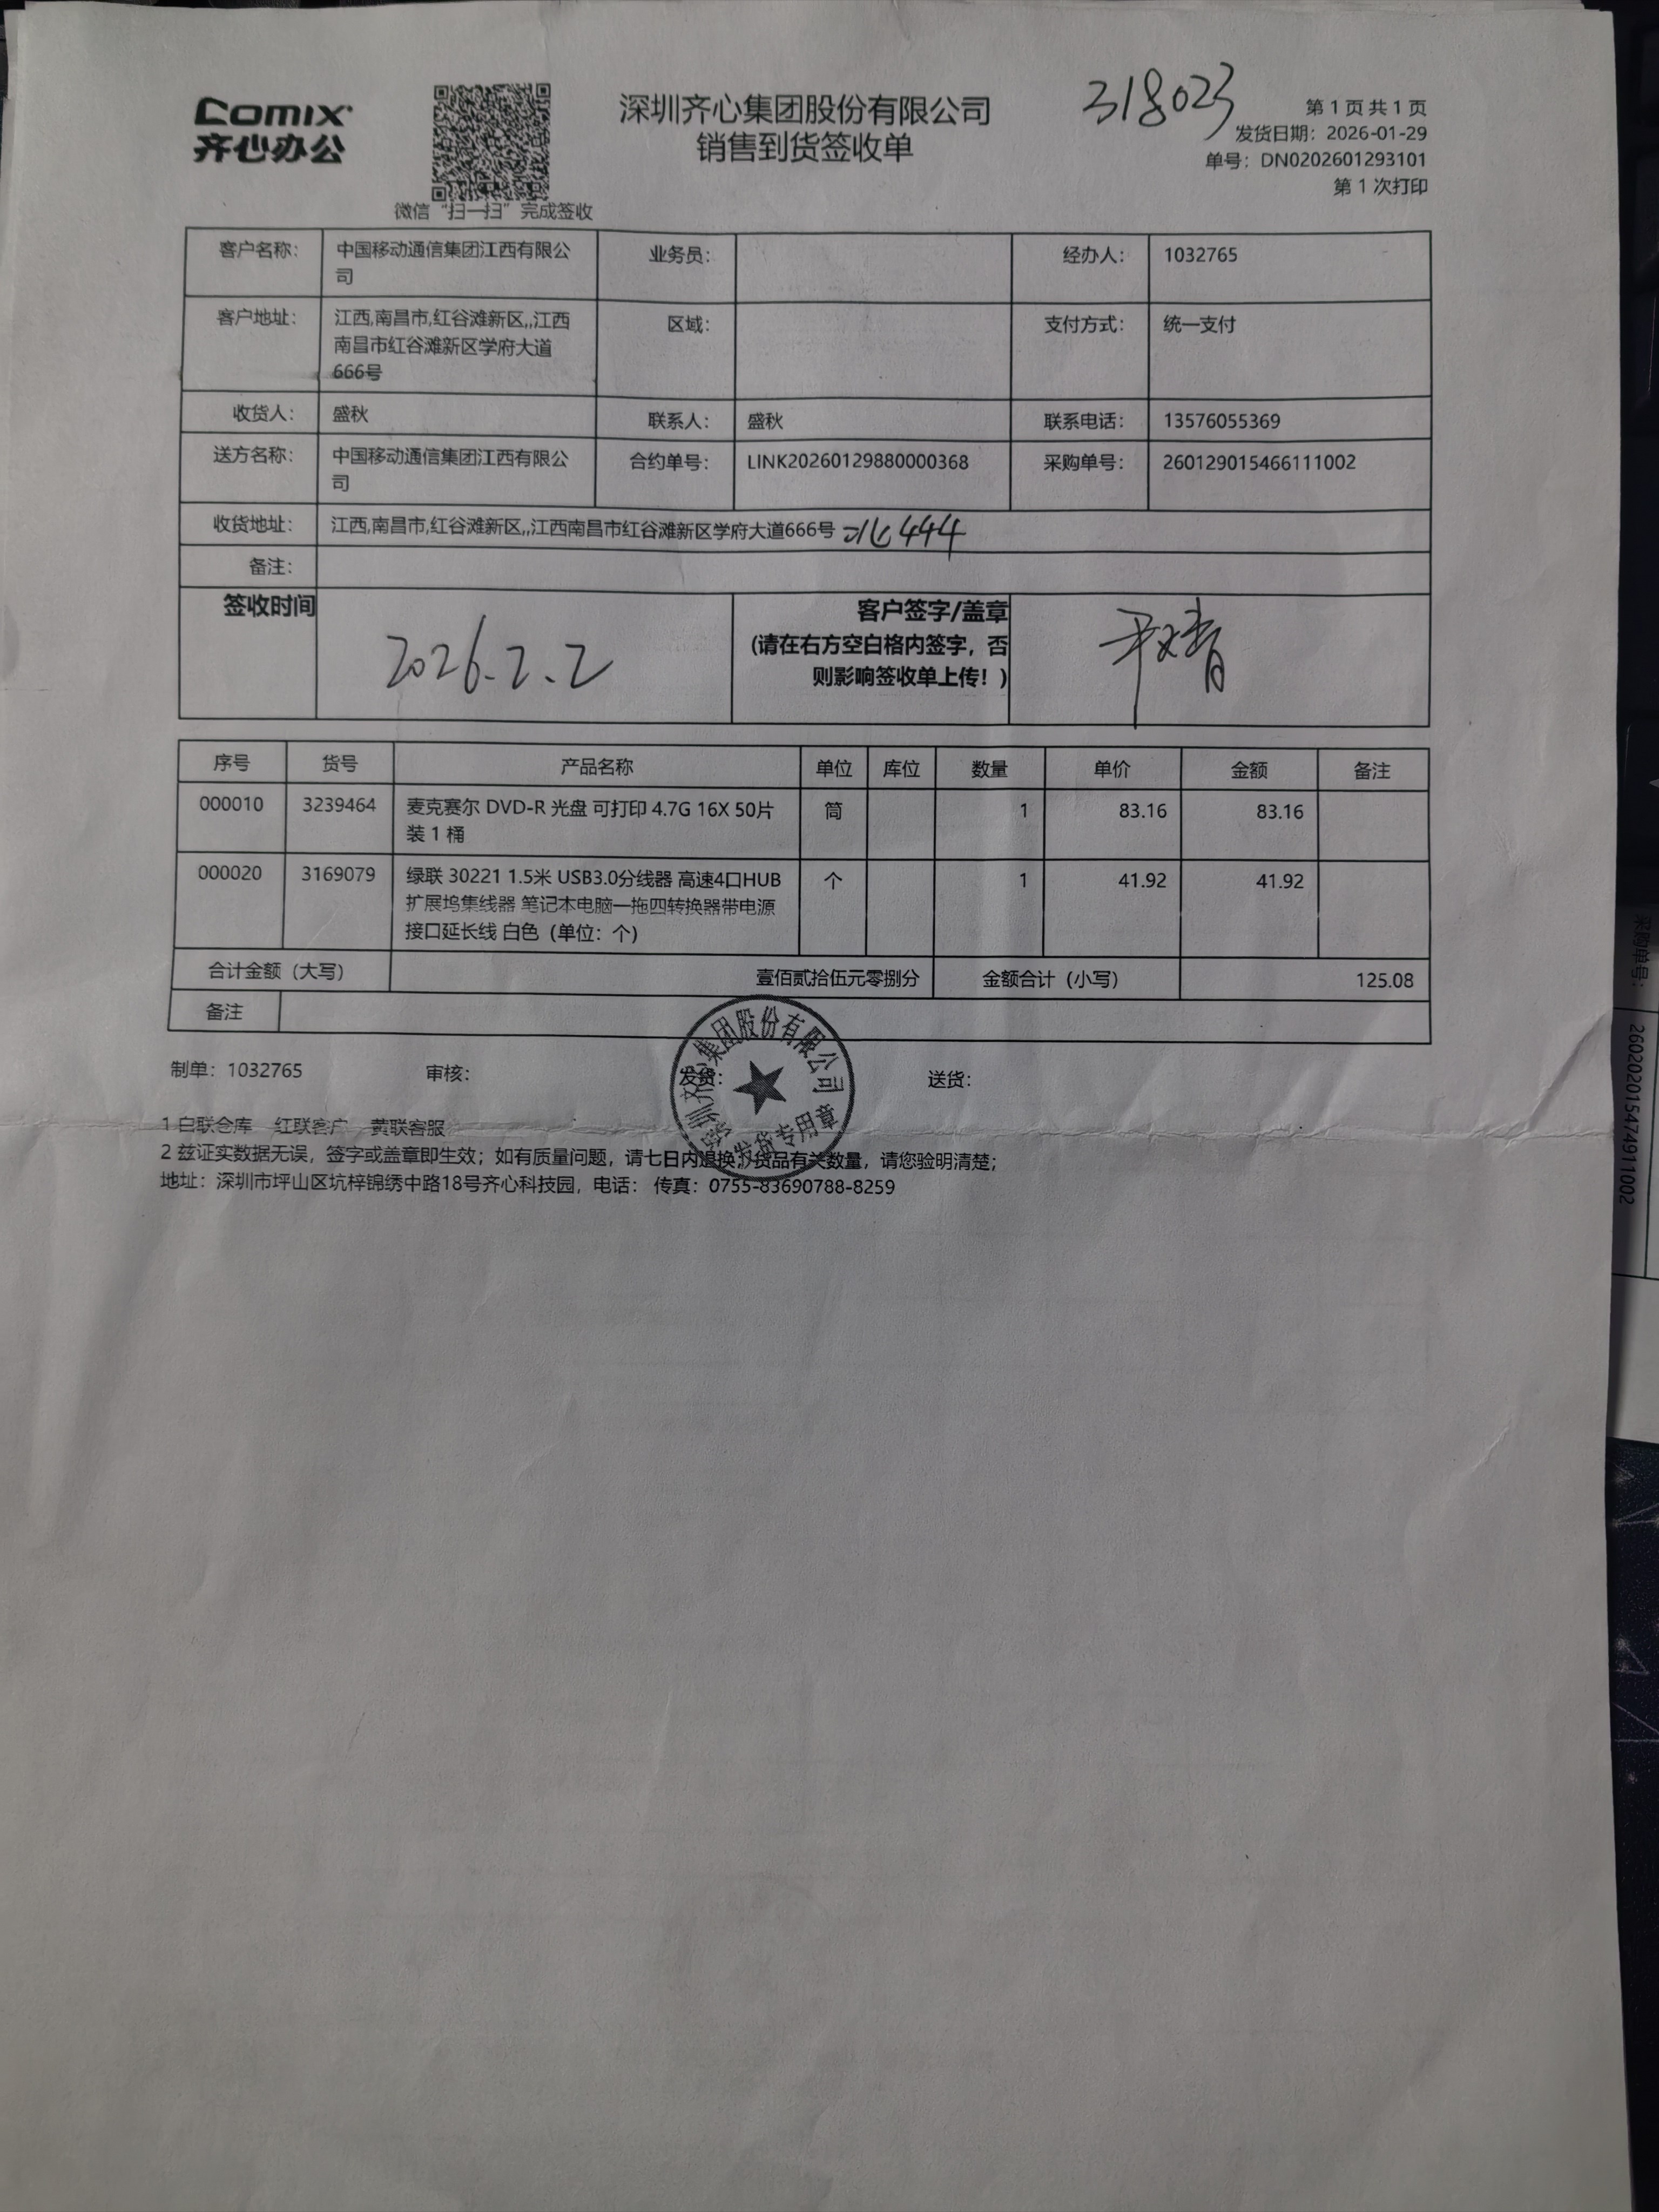 Comix
齐心办公
微信“扫一扫”完成签收
深圳齐心集团股份有限公司
销售到货签收单
318023
第 1 页 共 1 页
发货日期：2026-01-29
单号：DN0202601293101
第 1 次打印
客户名称： 中国移动通信集团江西有限公司 业务员： 经办人： 1032765
客户地址： 江西,南昌市,红谷滩新区,,江西南昌市红谷滩新区学府大道666号 区域： 支付方式： 统一支付
收货人： 盛秋 联系人： 盛秋 联系电话： 13576055369
送方名称： 中国移动通信集团江西有限公司 合约单号： LINK20260129880000368 采购单号： 260129015466111002
收货地址： 江西,南昌市,红谷滩新区,,江西南昌市红谷滩新区学府大道666号 北444
备注：
签收时间 2026.2.2 客户签字/盖章
(请在右方空白格内签字，否
则影响签收单上传！)
序号 货号 产品名称 单位 库位 数量 单价 金额 备注
000010 3239464 麦克赛尔 DVD-R 光盘 可打印 4.7G 16X 50片装 1 桶 筒 1 83.16 83.16
000020 3169079 绿联 30221 1.5米 USB3.0分线器 高速4口HUB 扩展坞集线器 笔记本电脑一拖四转换器带电源接口延长线 白色（单位：个） 个 1 41.92 41.92
合计金额（大写） 壹佰贰拾伍元零捌分 金额合计（小写） 125.08
备注
制单：1032765 审核： 发货： 送货：
深圳齐心集团股份有限公司
发货专用章
1 白联仓库 红联客户 黄联客服
2 兹证实数据无误，签字或盖章即生效；如有质量问题，请七日内退换；货品有关数量，请您验明清楚；
地址：深圳市坪山区坑梓锦绣中路18号齐心科技园，电话： 传真：0755-83690788-8259
采购单号：
260202015474911002